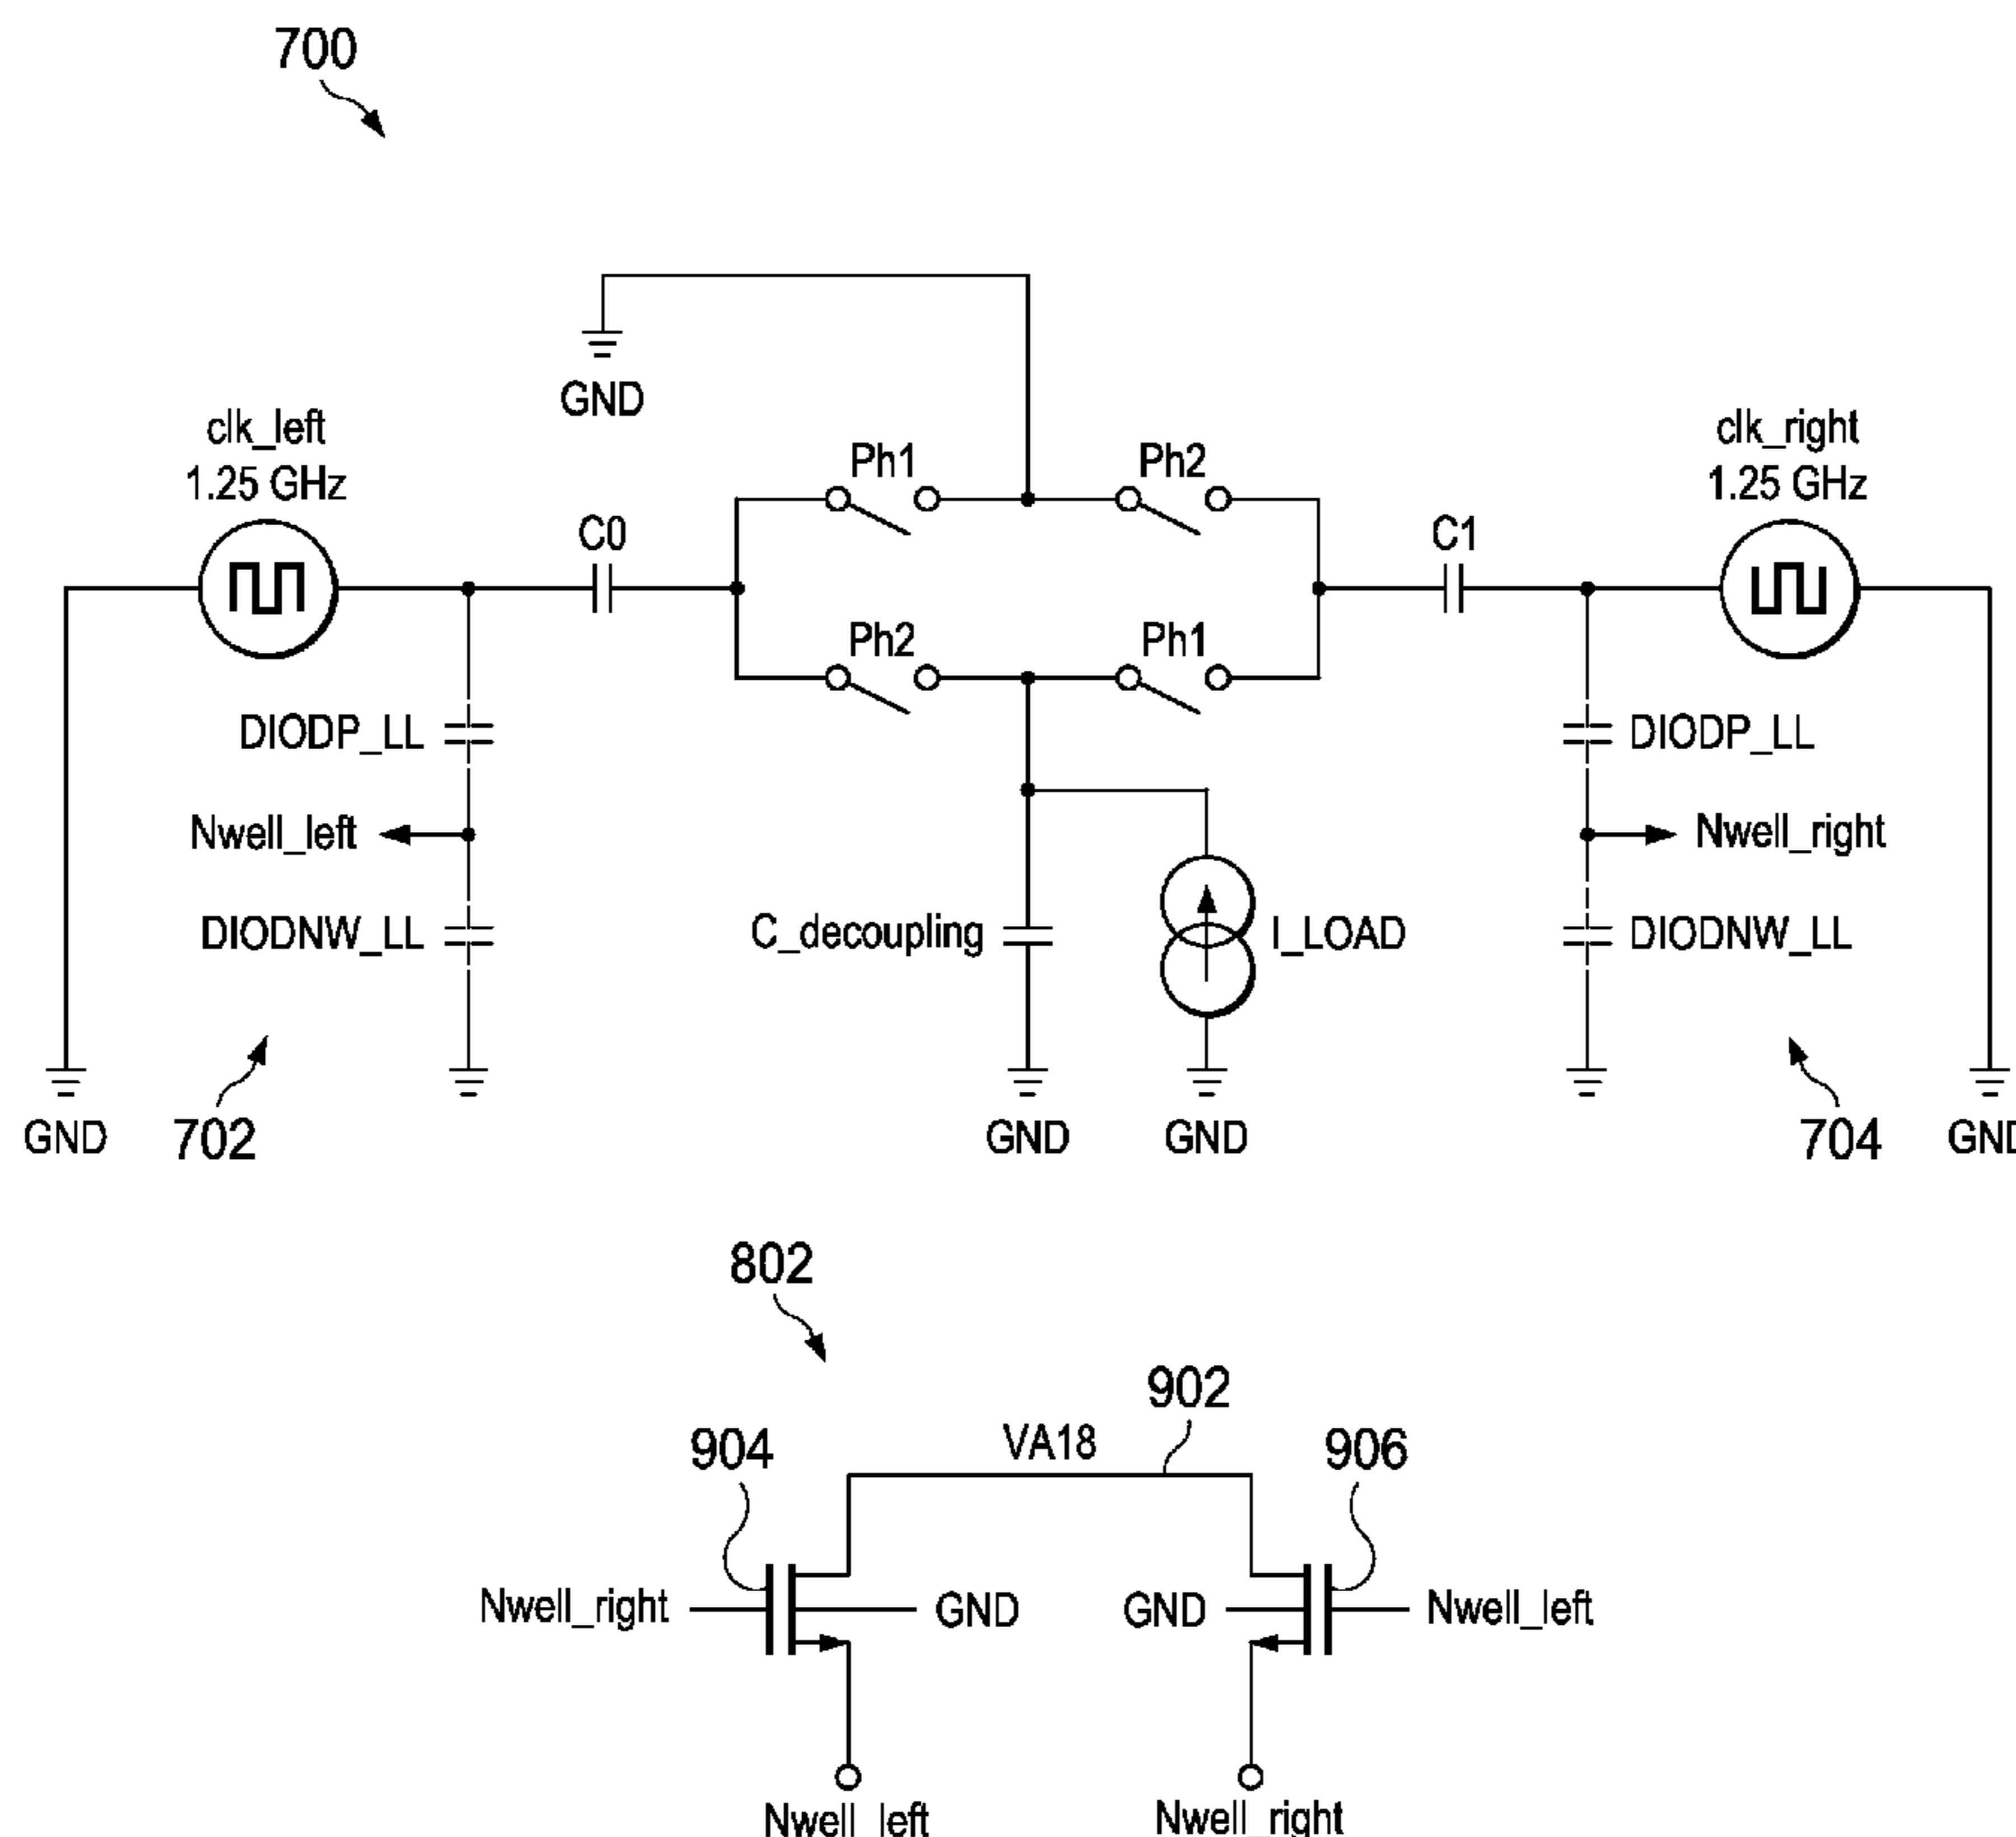 700
GND
clk_left
1.25 GHz
clk_right
1.25 GHz
Ph1
Ph2
C0
C1
Ph2
Ph1
DIODP_LL
DIODP_LL
Nwell_left
Nwell_right
DIODNW_LL
C_decoupling
I_LOAD
DIODNW_LL
GND
702
GND
GND
704
GND
802
902
VA18
904
906
Nwell_right
GND
GND
Nwell_left
Nwell_left
Nwell_right